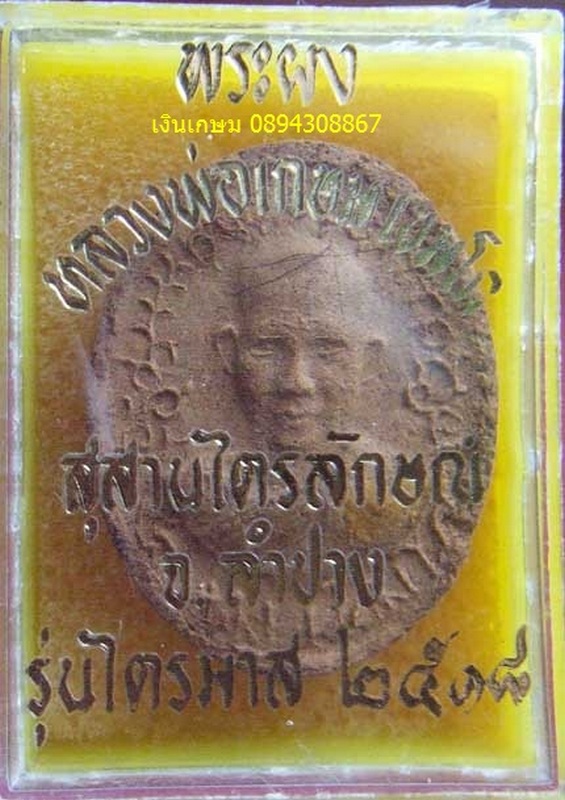 พระผง
เงินเกษม 0894308867
หลวงพ่อเกษม เขมโก
สุสานไตรลักษณ์
จ.ลำปาง
รุ่นไตรมาส ๒๕๑๘